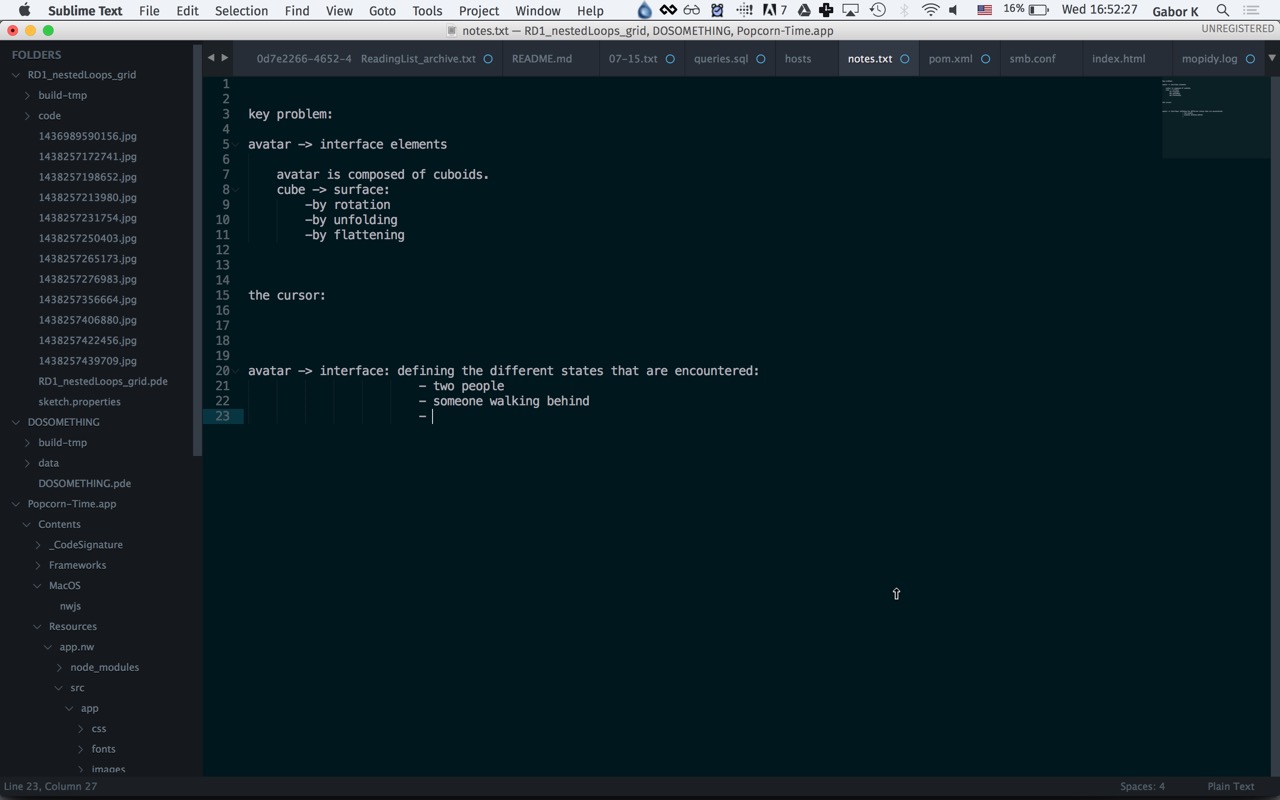 Sublime Text File Edit Selection Find View Goto Tools Project Window Help 7 16% Wed 16:52:27 Gabor K
notes.txt — RD1_nestedLoops_grid, DOSOMETHING, Popcorn-Time.app UNREGISTERED
0d7e2266-4652-4 ReadingList_archive.txt README.md 07-15.txt queries.sql hosts notes.txt pom.xml smb.conf index.html mopidy.log
FOLDERS
RD1_nestedLoops_grid
build-tmp
code
1436989590156.jpg
1438257172741.jpg
1438257198652.jpg
1438257213980.jpg
1438257231754.jpg
1438257250403.jpg
1438257265173.jpg
1438257276983.jpg
1438257356664.jpg
1438257406880.jpg
1438257422456.jpg
1438257439709.jpg
RD1_nestedLoops_grid.pde
sketch.properties
DOSOMETHING
build-tmp
data
DOSOMETHING.pde
Popcorn-Time.app
Contents
_CodeSignature
Frameworks
MacOS
nwjs
Resources
app.nw
node_modules
src
app
css
fonts
images
1
2
3 key problem:
4
5 avatar -> interface elements
6
7 avatar is composed of cuboids.
8 cube -> surface:
9 -by rotation
10 -by unfolding
11 -by flattening
12
13
14
15 the cursor:
16
17
18
19
20 avatar -> interface: defining the different states that are encountered:
21 - two people
22 - someone walking behind
23 -
Line 23, Column 27 Spaces: 4 Plain Text